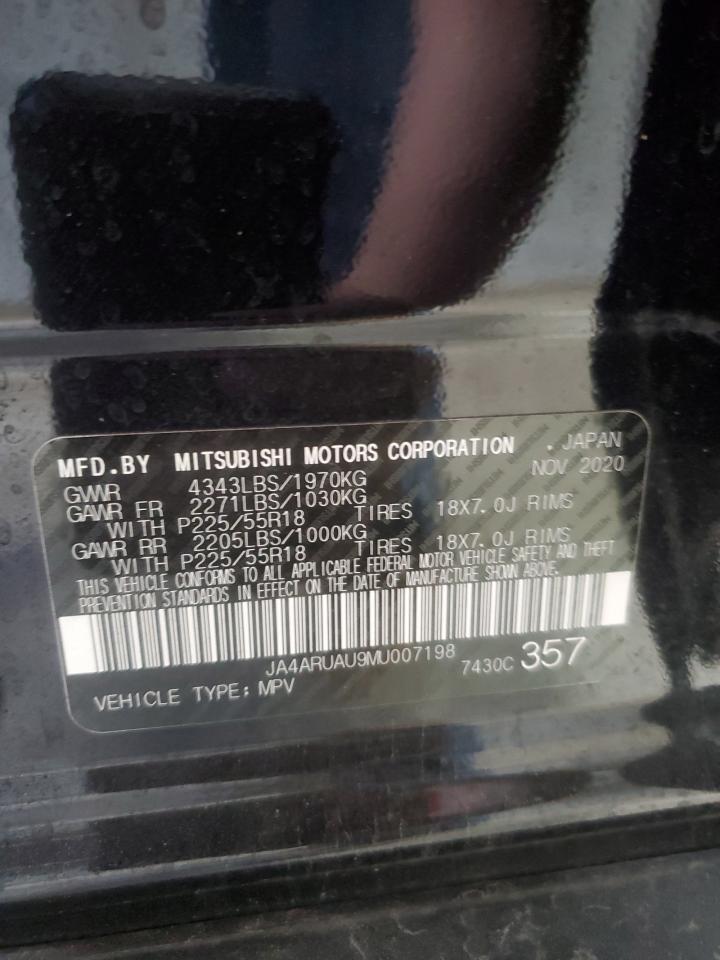 MFD.BY MITSUBISHI MOTORS CORPORATION . JAPAN
NOV 2020
GVWR 4343LBS/1970KG
GAWR FR 2271LBS/1030KG
WITH P225/55R18 TIRES 18X7.0J RIMS
GAWR RR 2205LBS/1000KG
WITH P225/55R18 TIRES 18X7.0J RIMS
THIS VEHICLE CONFORMS TO ALL APPLICABLE FEDERAL MOTOR VEHICLE SAFETY AND THEFT
PREVENTION STANDARDS IN EFFECT ON THE DATE OF MANUFACTURE SHOWN ABOVE.
JA4ARUAU9MU007198
7430C 357
VEHICLE TYPE: MPV